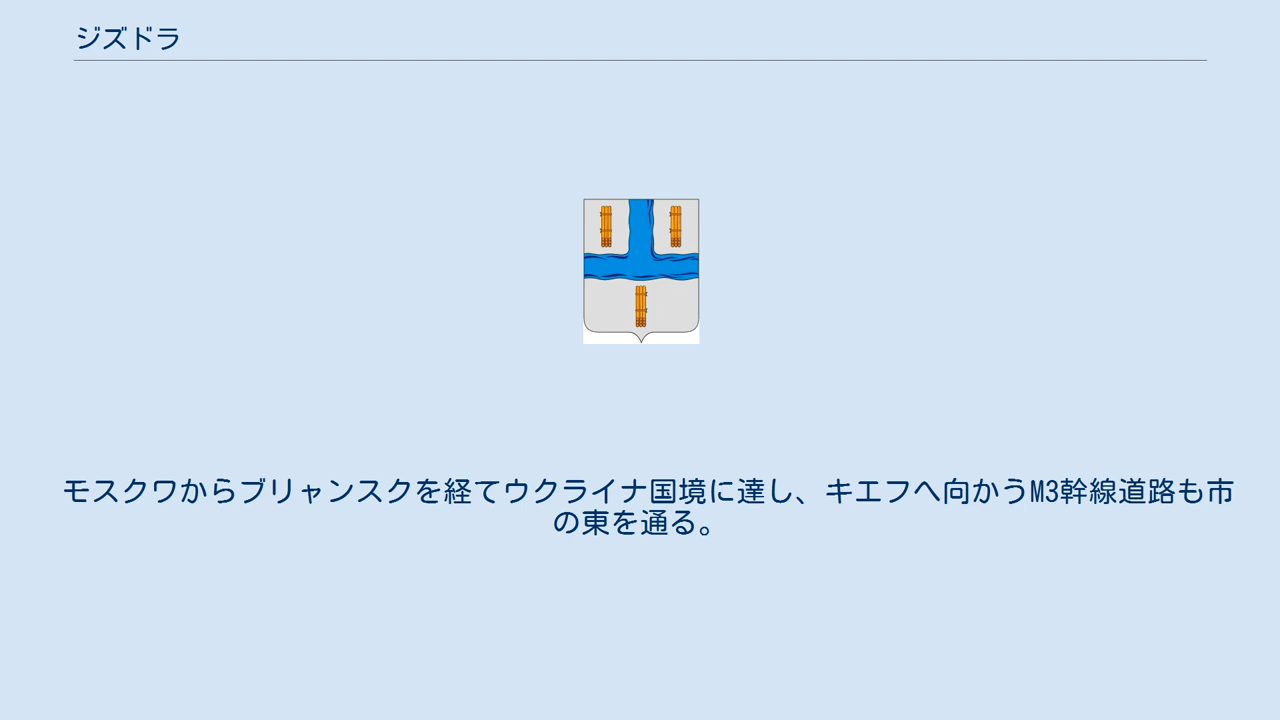 ジズドラ
モスクワからブリャンスクを経てウクライナ国境に達し、キエフへ向かうM3幹線道路も市
の東を通る。